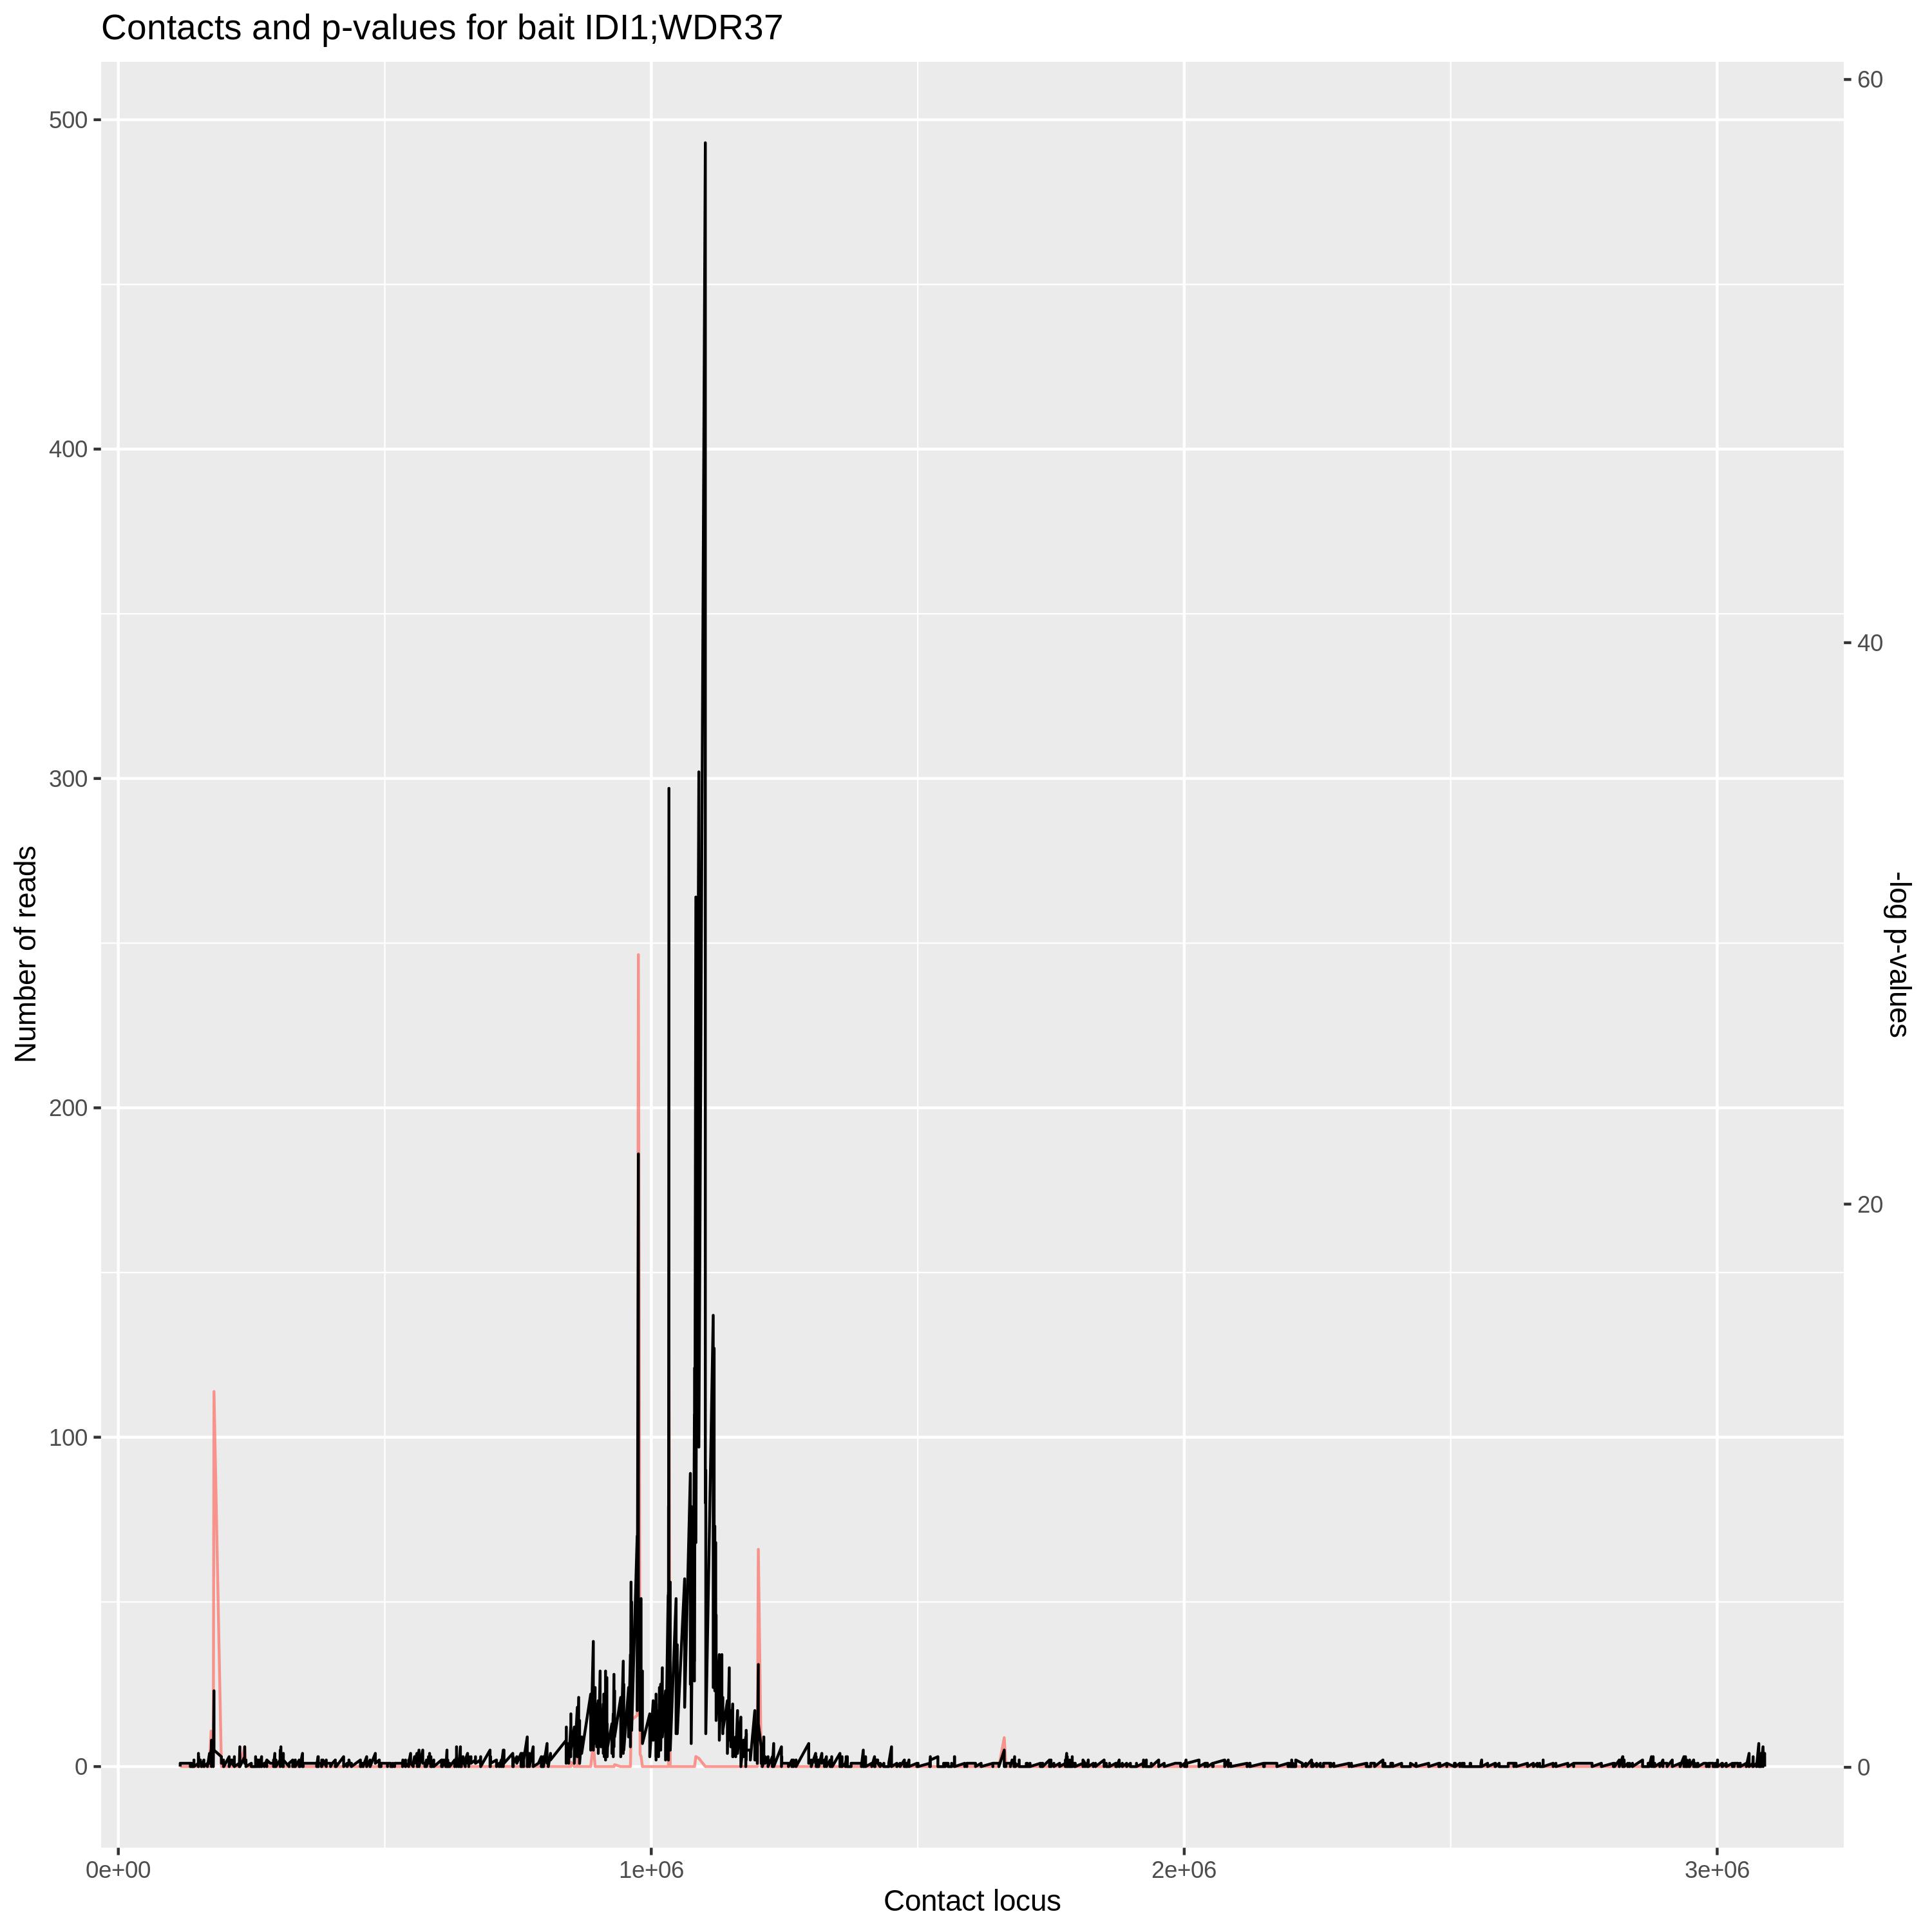 Contacts and p-values for bait IDI1;WDR37
500
400
300
200
100
0
Number of reads
60
40
20
0
-log p-values
0e+00 1e+06 2e+06 3e+06
Contact locus